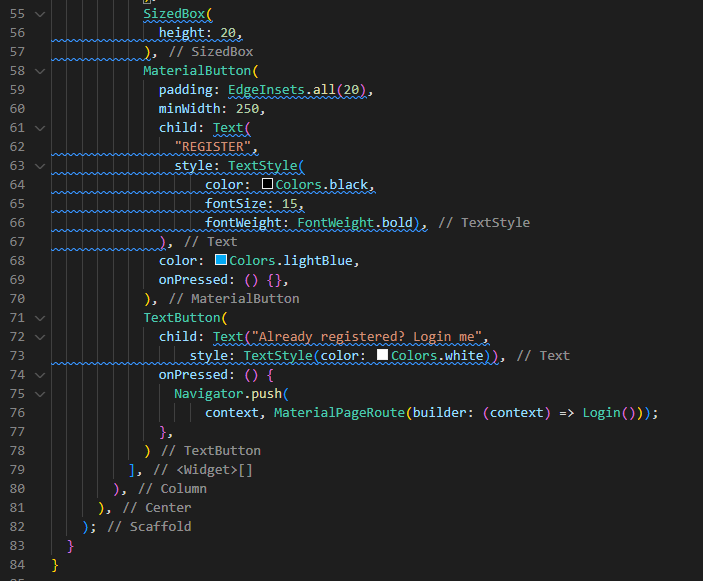 55 SizedBox(
56 height: 20,
57 ), // SizedBox
58 MaterialButton(
59 padding: EdgeInsets.all(20),
60 minWidth: 250,
61 child: Text(
62 "REGISTER",
63 style: TextStyle(
64 color: Colors.black,
65 fontSize: 15,
66 fontWeight: FontWeight.bold), // TextStyle
67 ), // Text
68 color: Colors.lightBlue,
69 onPressed: () {},
70 ), // MaterialButton
71 TextButton(
72 child: Text("Already registered? Login me",
73 style: TextStyle(color: Colors.white)), // Text
74 onPressed: () {
75 Navigator.push(
76 context, MaterialPageRoute(builder: (context) => Login()));
77 },
78 ) // TextButton
79 ], // <Widget>[]
80 ), // Column
81 ), // Center
82 ); // Scaffold
83 }
84 }